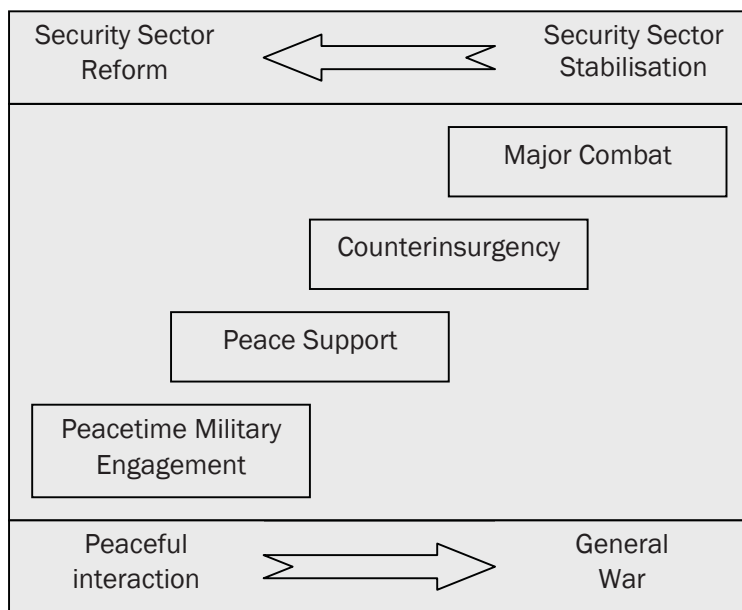 Security Sector
Reform
Security Sector
Stabilisation
Major Combat
Counterinsurgency
Peace Support
Peacetime Military
Engagement
Peaceful
interaction
General
War